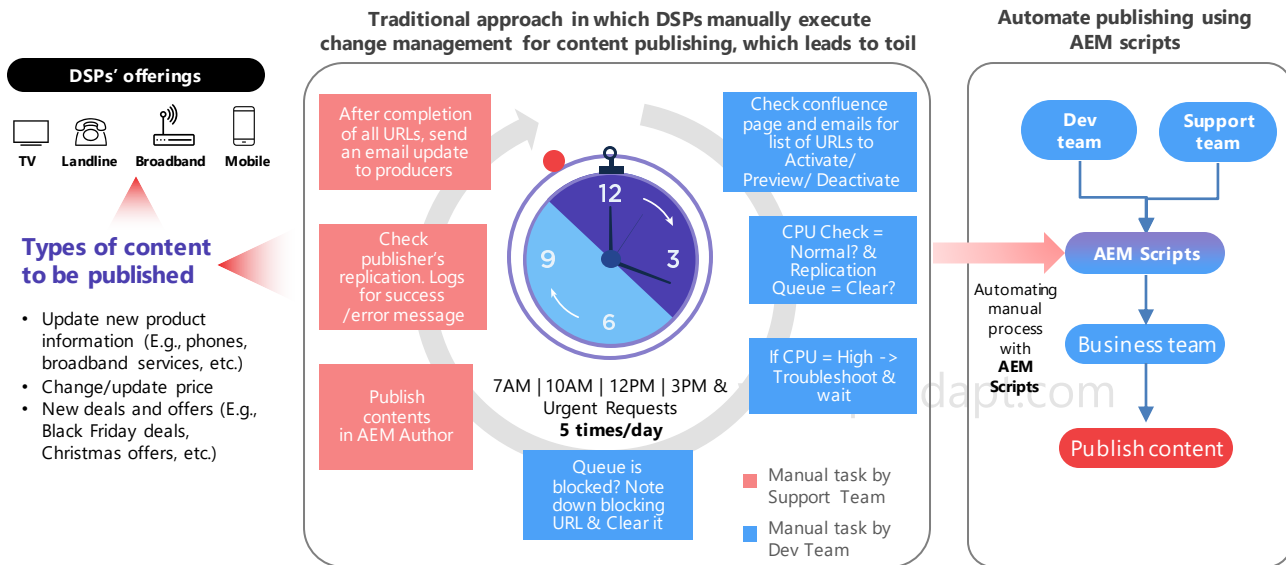 Traditional approach in which DSPs manually execute
change management for content publishing, which leads to toil
Automate publishing using
AEM scripts
DSPs' offerings
TV
Landline
Broadband
Mobile
Types of content
to be published
• Update new product
information (E.g., phones,
broadband services, etc.)
• Change/update price
• New deals and offers (E.g.,
Black Friday deals,
Christmas offers, etc.)
After completion
of all URLs, send
an email update
to producers
Check
publisher's
replication. Logs
for success
/error message
Publish
contents
in AEM Author
12
3
6
9
7AM | 10AM | 12PM | 3PM &
Urgent Requests
5 times/day
Check confluence
page and emails for
list of URLs to
Activate/
Preview/ Deactivate
CPU Check =
Normal? &
Replication
Queue = Clear?
If CPU = High ->
Troubleshoot &
wait
Queue is
blocked? Note
down blocking
URL & Clear it
Manual task by
Support Team
Manual task by
Dev Team
Automating
manual
process
with
AEM
Scripts
Dev
team
Support
team
AEM Scripts
Business team
Publish content